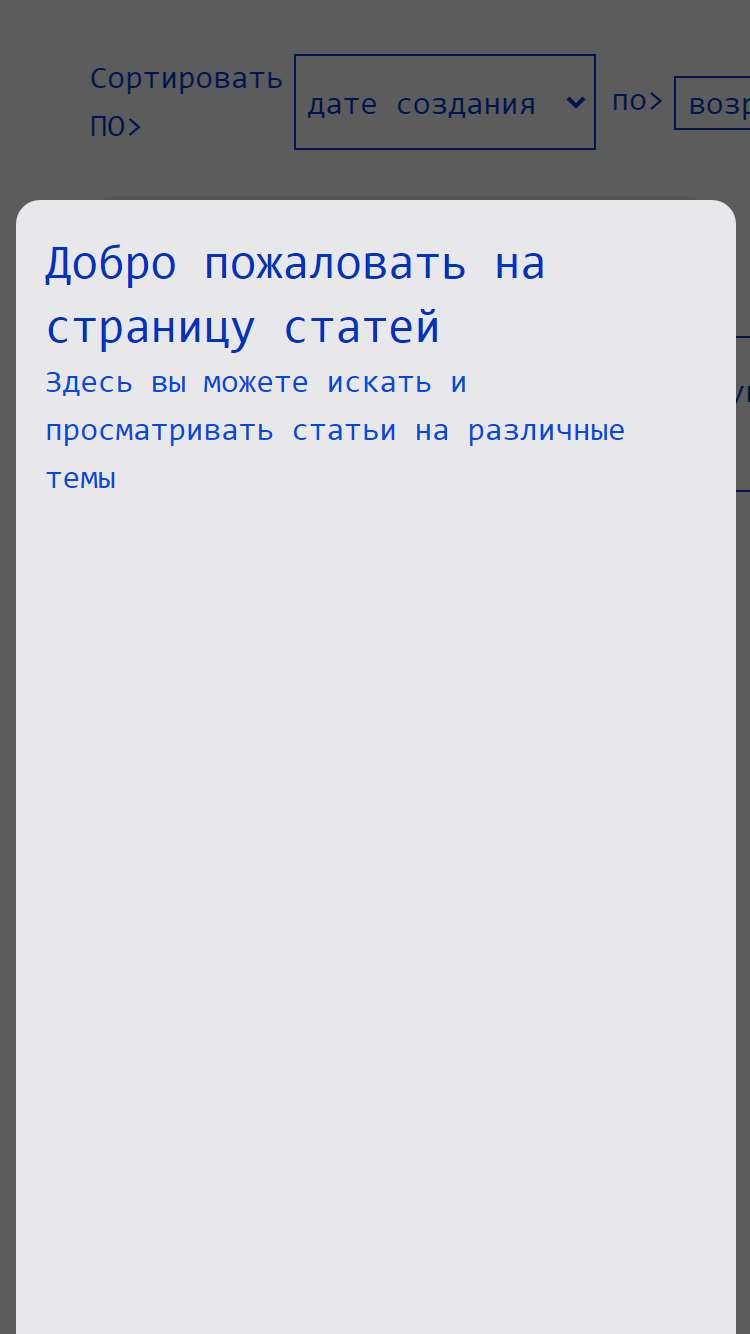 Сортировать
ПО>
дате создания
по>
Добро пожаловать на
страницу статей
Здесь вы можете искать и
просматривать статьи на различные
темы